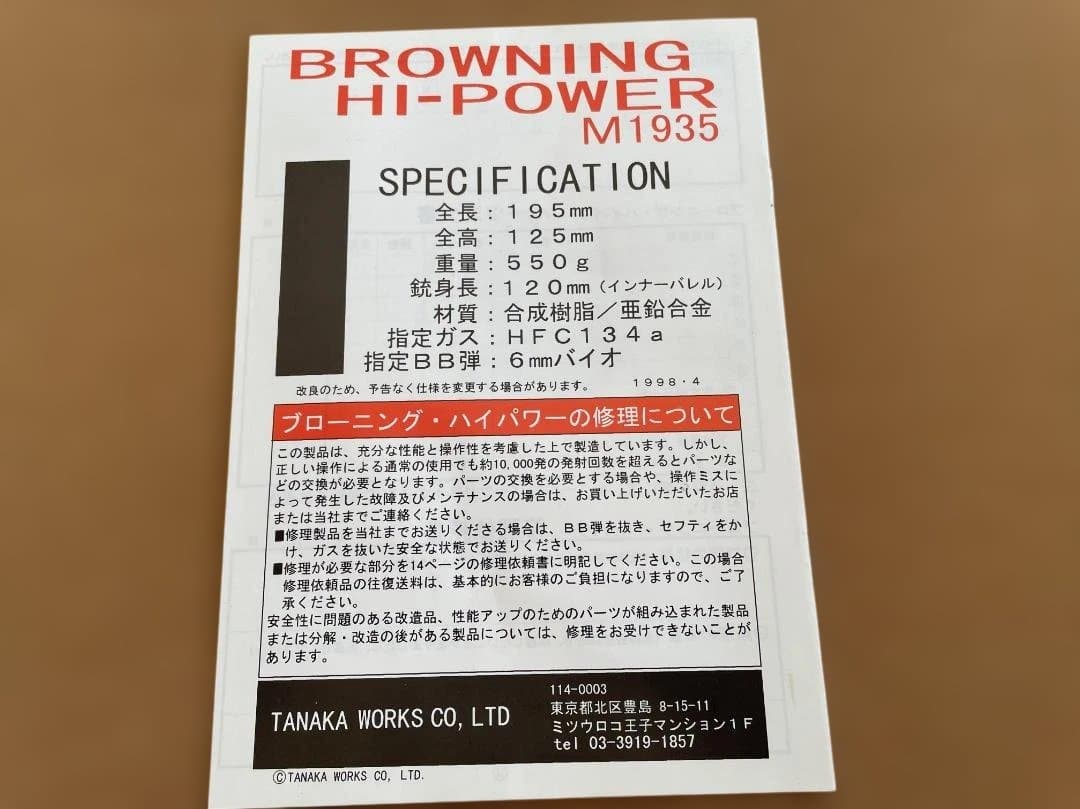 BROWNING
HI-POWER
M1935
SPECIFICATION
全長：１９５㎜
全高：１２５㎜
重量：５５０ｇ
銃身長：１２０㎜（インナーバレル）
材質：合成樹脂／亜鉛合金
指定ガス：ＨＦＣ１３４ａ
指定ＢＢ弾：６㎜バイオ
改良のため、予告なく仕様を変更する場合があります。　１９９８・４
ブローニング・ハイパワーの修理について
この製品は、充分な性能と操作性を考慮した上で製造しています。しかし、
正しい操作による通常の使用でも約10,000発の発射回数を超えるとパーツな
どの交換が必要となります。パーツの交換を必要とする場合や、操作ミスに
よって発生した故障及びメンテナンスの場合は、お買い上げいただいたお店
または当社までご連絡ください。
■修理製品を当社までお送りくださる場合は、ＢＢ弾を抜き、セフティをか
け、ガスを抜いた安全な状態でお送りください。
■修理が必要な部分を14ページの修理依頼書に明記してください。この場合
修理依頼品の往復送料は、基本的にお客様のご負担になりますので、ご了
承ください。
安全性に問題のある改造品、性能アップのためのパーツが組み込まれた製品
または分解・改造の後がある製品については、修理をお受けできないことが
あります。
TANAKA WORKS CO, LTD
114-0003
東京都北区豊島 8-15-11
ミツウロコ王子マンション１Ｆ
tel 03-3919-1857
©TANAKA WORKS CO, LTD.